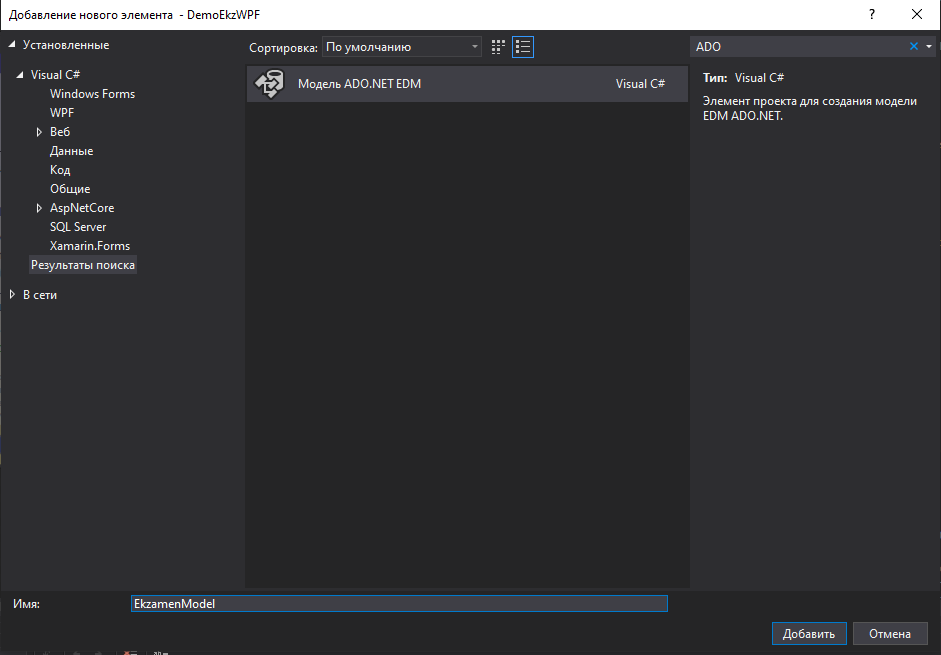 Добавление нового элемента - DemoEkzWPF
?
Установленные
Сортировка: По умолчанию
ADO
Visual C#
Windows Forms
WPF
Веб
Данные
Код
Общие
AspNetCore
SQL Server
Xamarin.Forms
Результаты поиска
В сети
Модель ADO.NET EDM Visual C#
Тип: Visual C#
Элемент проекта для создания модели
EDM ADO.NET.
Имя: EkzamenModel
Добавить Отмена